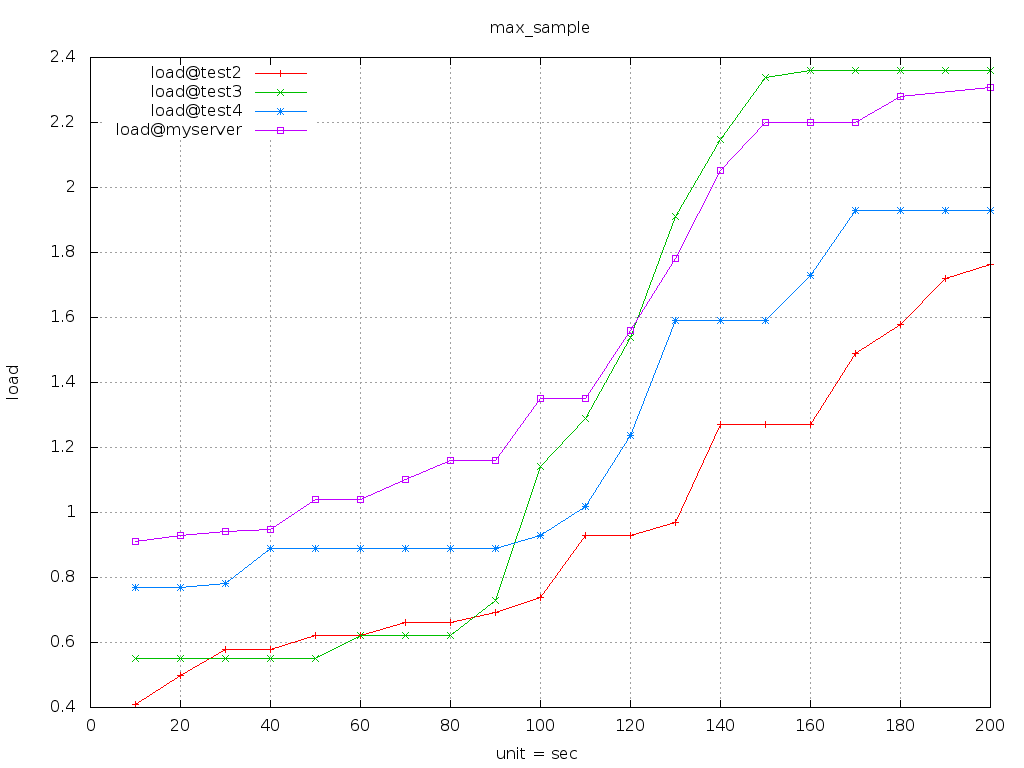 max_sample
load@test2
load@test3
load@test4
load@myserver
load
2.4
2.2
2
1.8
1.6
1.4
1.2
1
0.8
0.6
0.4
0 20 40 60 80 100 120 140 160 180 200
unit = sec